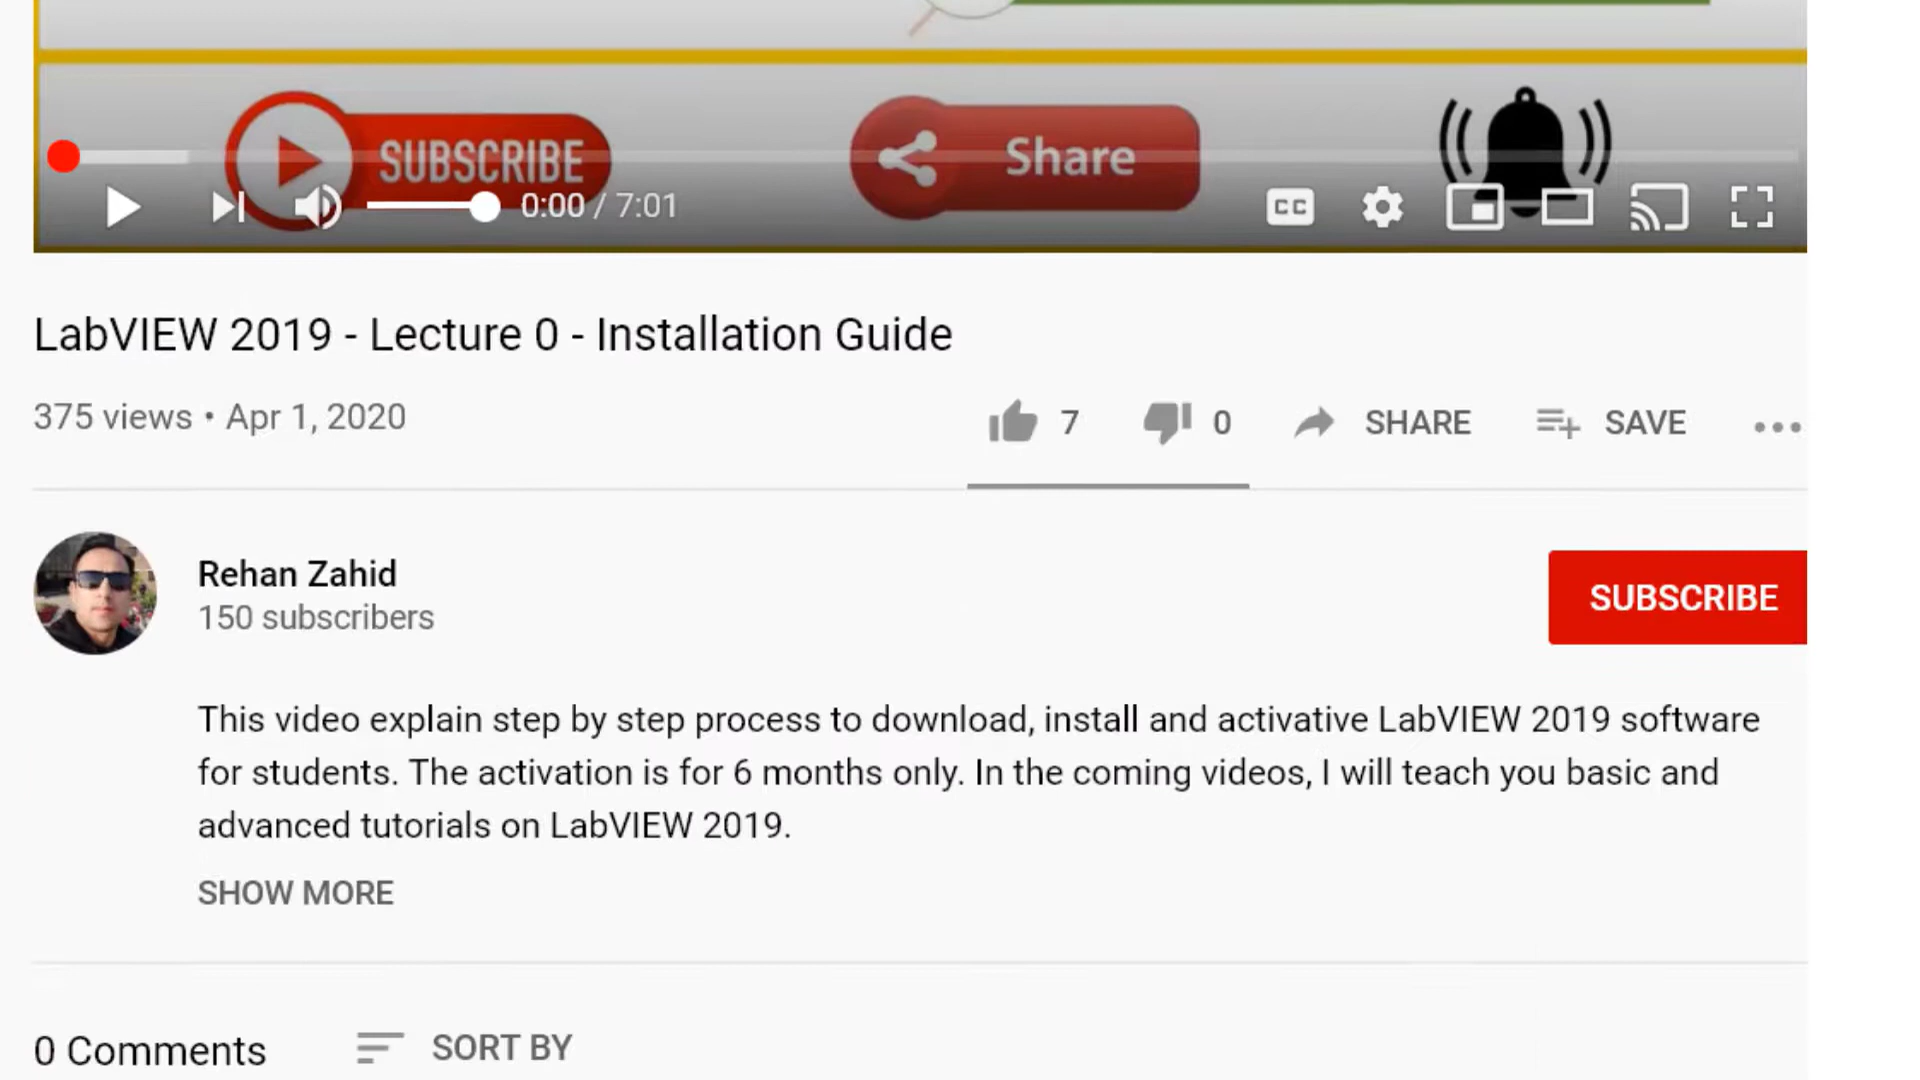 SUBSCRIBE
Share
0:00 / 7:01
CC
LabVIEW 2019 - Lecture 0 - Installation Guide
375 views • Apr 1, 2020
7
0
SHARE
SAVE
Rehan Zahid
150 subscribers
SUBSCRIBE
This video explain step by step process to download, install and activative LabVIEW 2019 software
for students. The activation is for 6 months only. In the coming videos, I will teach you basic and
advanced tutorials on LabVIEW 2019.
SHOW MORE
0 Comments
SORT BY